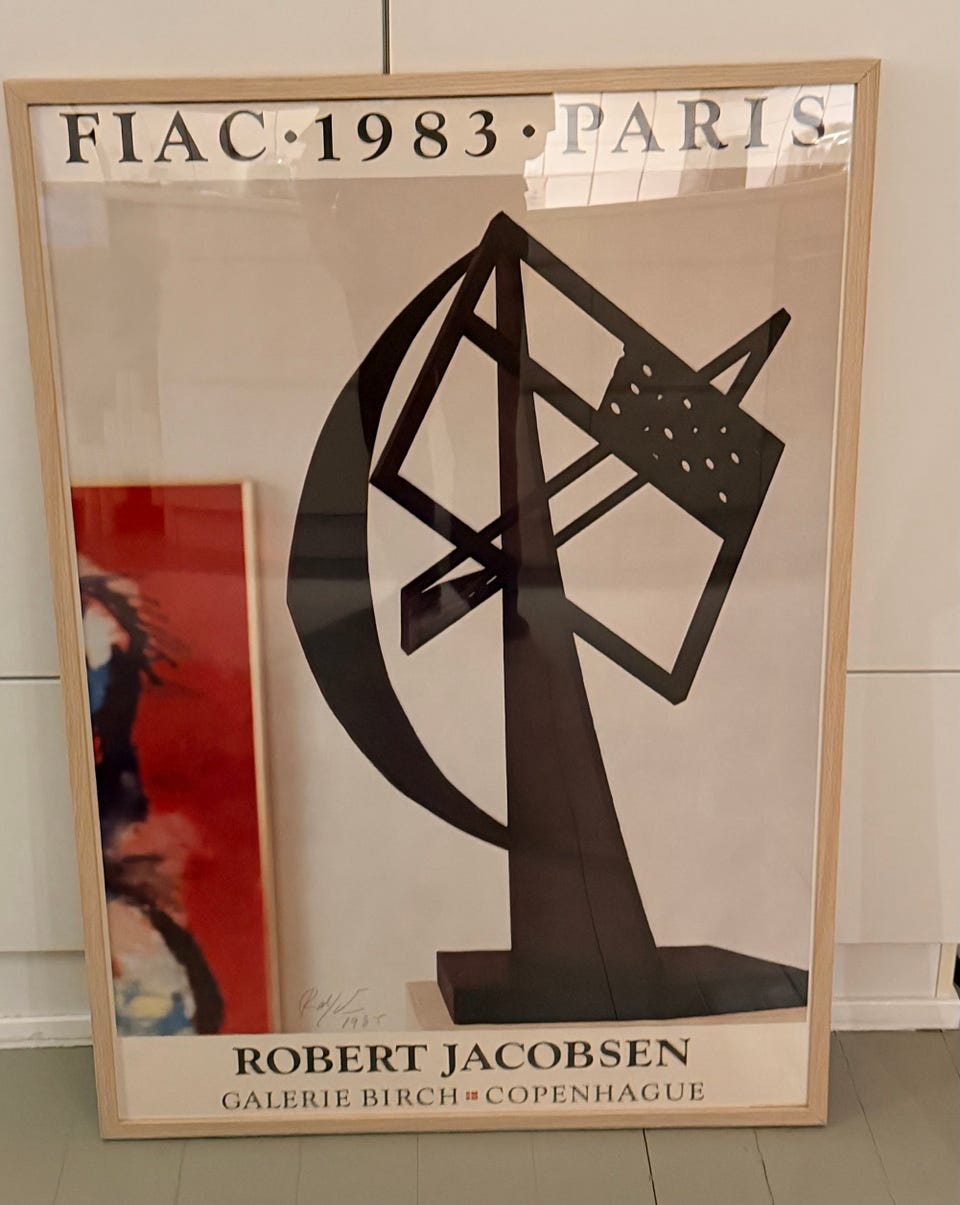 FIAC·1983·PARIS
ROBERT JACOBSEN
GALERIE BIRCH COPENHAGUE